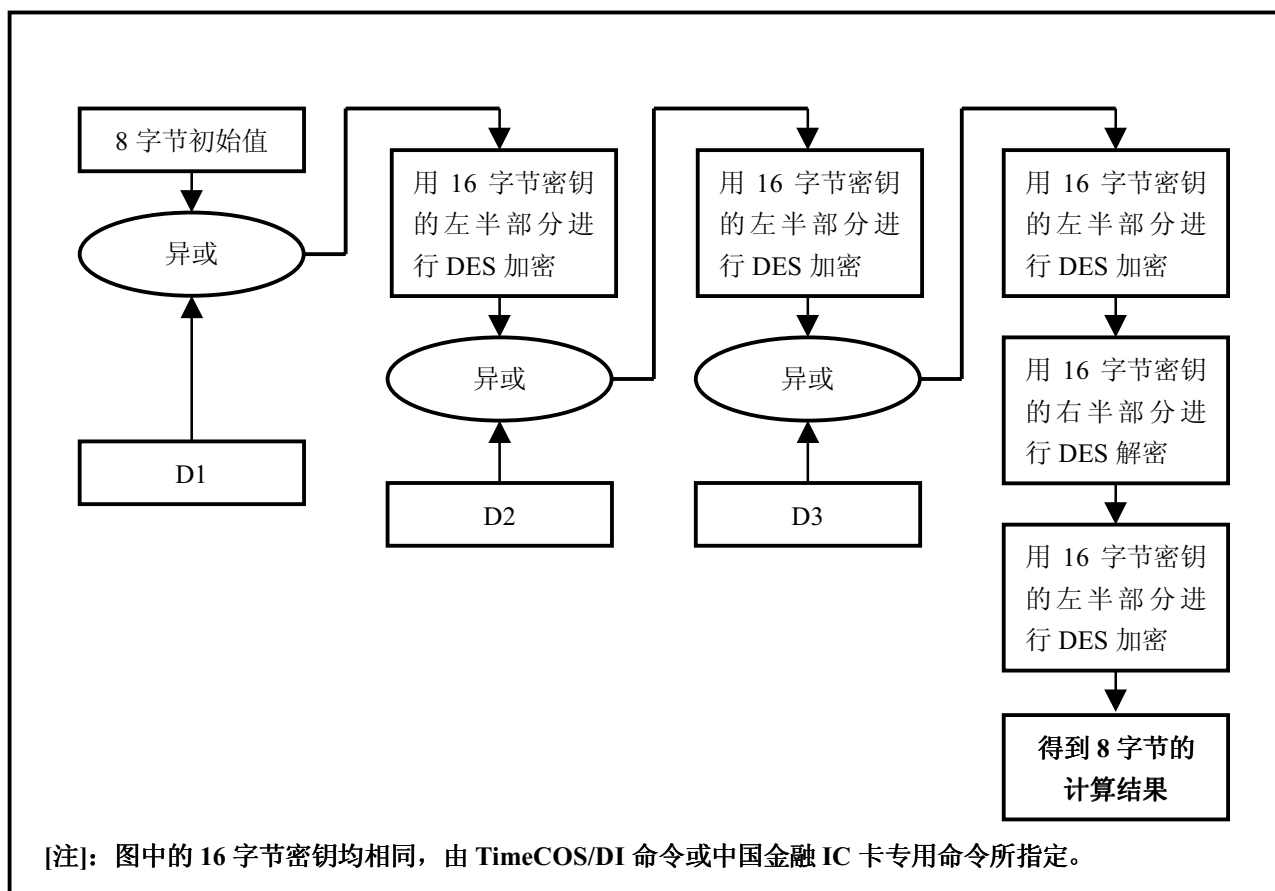 8 字节初始值
异或
D1
用 16 字节密钥
的左半部分进
行 DES 加密
异或
D2
用 16 字节密钥
的左半部分进
行 DES 加密
异或
D3
用 16 字节密钥
的左半部分进
行 DES 加密
用 16 字节密钥
的右半部分进
行 DES 解密
用 16 字节密钥
的左半部分进
行 DES 加密
得到 8 字节的
计算结果
[注]：图中的 16 字节密钥均相同，由 TimeCOS/DI 命令或中国金融 IC 卡专用命令所指定。